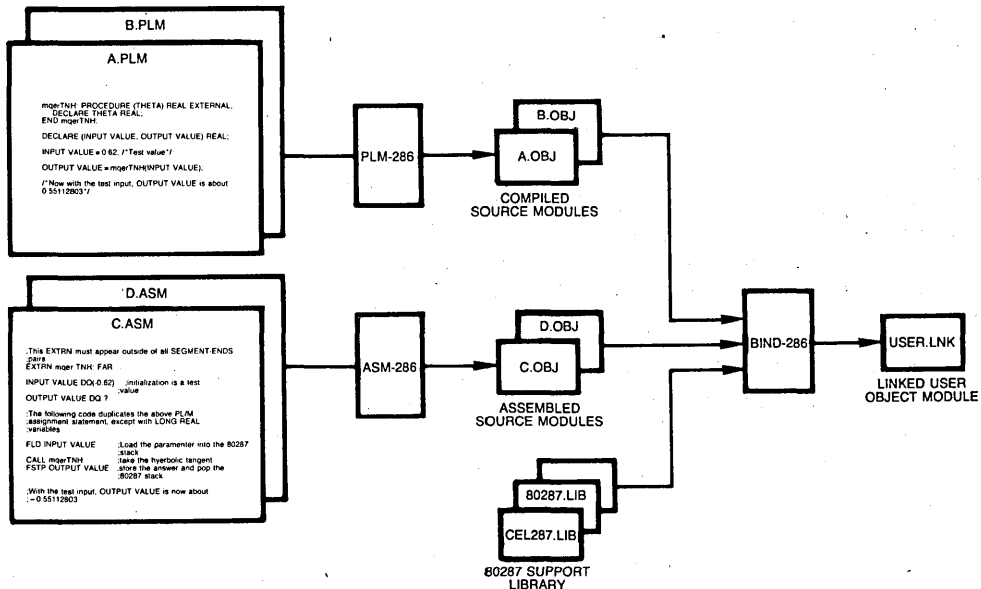 B.PLM
A.PLM
mqerTNH: PROCEDURE (THETA) REAL EXTERNAL,
DECLARE THETA REAL;
END mqerTNH;
DECLARE (INPUT VALUE, OUTPUT VALUE) REAL;
INPUT VALUE = 0.62, /*Test value*/
OUTPUT VALUE = mqerTNH(INPUT VALUE);
/*Now with the test input, OUTPUT VALUE is about
0 55112803*/
PLM-286
B.OBJ
A.OBJ
COMPILED
SOURCE MODULES
D.ASM
C.ASM
;This EXTRN must appear outside of all SEGMENT-ENDS
;pairs
EXTRN mqer TNH: FAR
INPUT VALUE DQ(-0.62) ;initialization is a test
;value
OUTPUT VALUE DQ ?
;The following code duplicates the above PL/M
;assignment statement, except with LONG REAL
;variables
FLD INPUT VALUE ;Load the paramenter into the 80287
;stack
CALL mqerTNH ;take the hyerbolic tangent
FSTP OUTPUT VALUE ;store the answer and pop the
;80287 stack
;With the test input, OUTPUT VALUE is now about
;-0 55112803
ASM-286
D.OBJ
C.OBJ
ASSEMBLED
SOURCE MODULES
80287.LIB
CEL287.LIB
80287 SUPPORT
LIBRARY
BIND-286
USER.LNK
LINKED USER
OBJECT MODULE